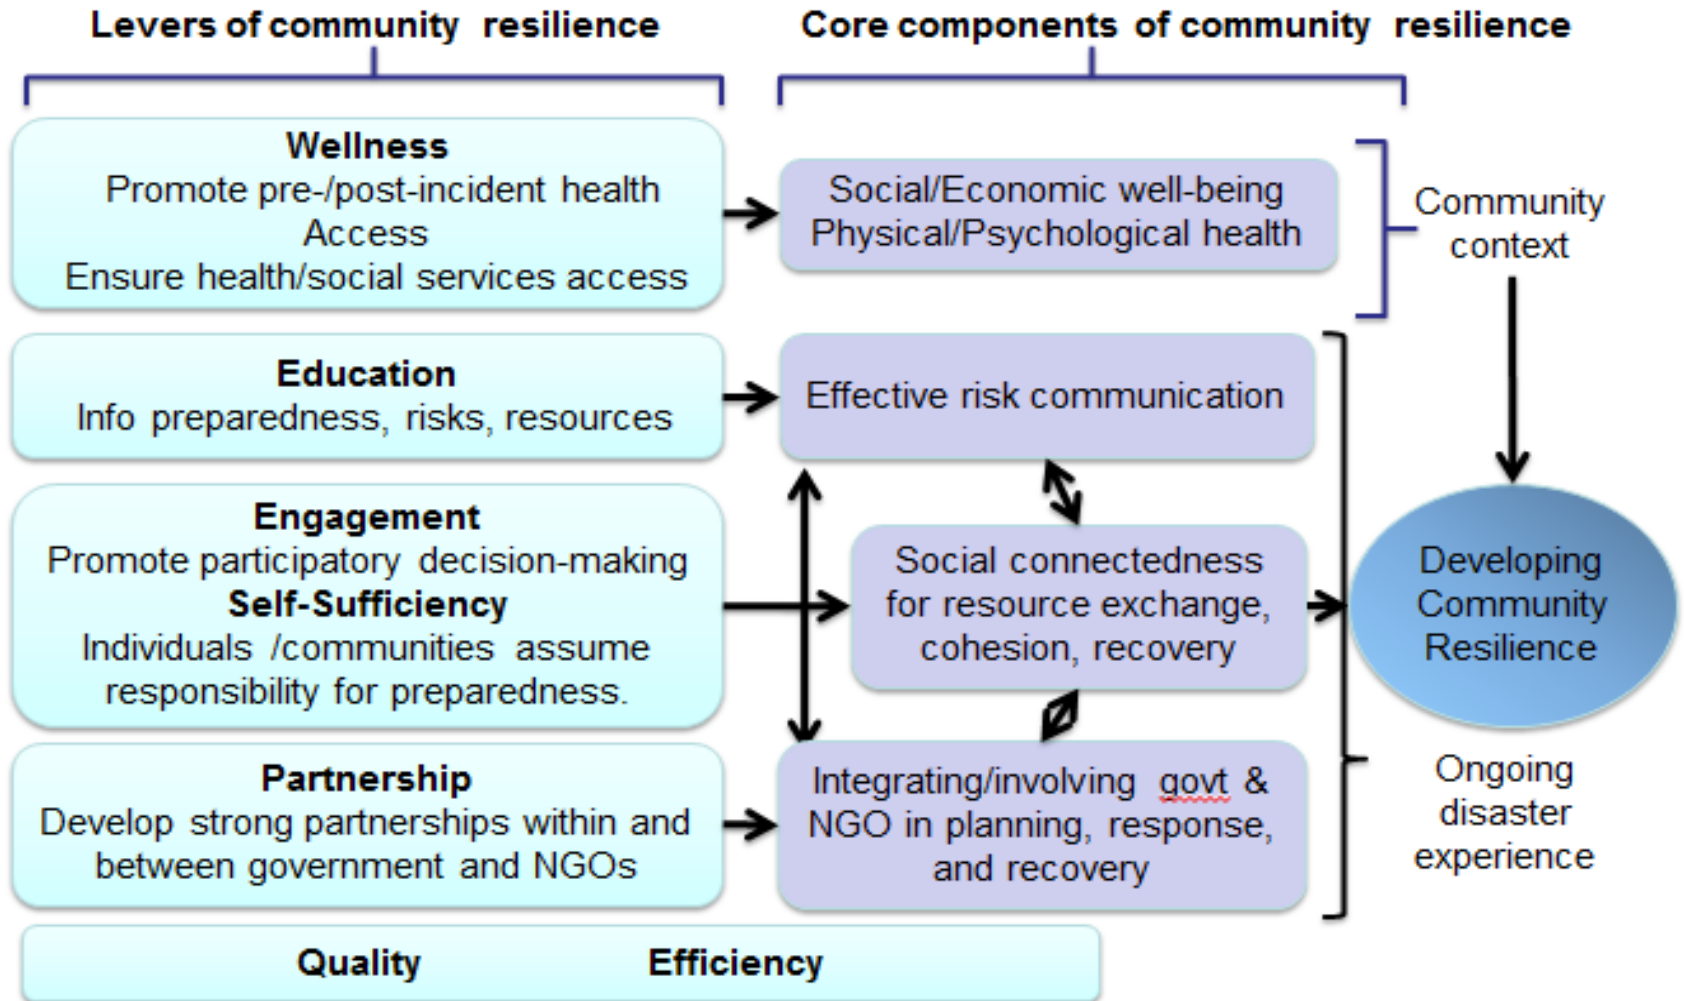 Levers of community resilience
Core components of community resilience
Wellness
Promote pre-/post-incident health
Access
Ensure health/social services access
Social/Economic well-being
Physical/Psychological health
Community
context
Education
Info preparedness, risks, resources
Effective risk communication
Engagement
Promote participatory decision-making
Self-Sufficiency
Individuals /communities assume
responsibility for preparedness.
Social connectedness
for resource exchange,
cohesion, recovery
Developing
Community
Resilience
Partnership
Develop strong partnerships within and
between government and NGOs
Integrating/involving govt &
NGO in planning, response,
and recovery
Ongoing
disaster
experience
Quality
Efficiency